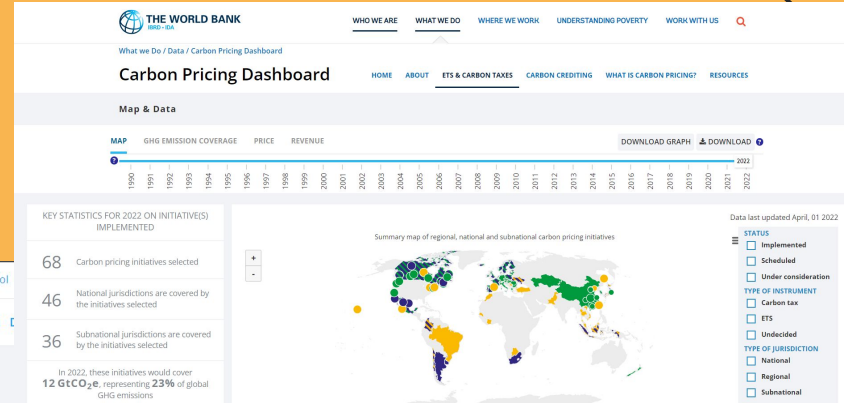 THE WORLD BANK
IBRD • IDA
WHO WE ARE WHAT WE DO WHERE WE WORK UNDERSTANDING POVERTY WORK WITH US
What we Do / Data / Carbon Pricing Dashboard
Carbon Pricing Dashboard
HOME ABOUT ETS & CARBON TAXES CARBON CREDITING WHAT IS CARBON PRICING? RESOURCES
Map & Data
MAP GHG EMISSION COVERAGE PRICE REVENUE
DOWNLOAD GRAPH DOWNLOAD ?
?
2022
1990 1991 1992 1993 1994 1995 1996 1997 1998 1999 2000 2001 2002 2003 2004 2005 2006 2007 2008 2009 2010 2011 2012 2013 2014 2015 2016 2017 2018 2019 2020 2021 2022
KEY STATISTICS FOR 2022 ON INITIATIVE(S)
IMPLEMENTED
68 Carbon pricing initiatives selected
46 National jurisdictions are covered by
the initiatives selected
36 Subnational jurisdictions are covered
by the initiatives selected
In 2022, these initiatives would cover
12 GtCO₂e, representing 23% of global
GHG emissions
Data last updated April, 01 2022
Summary map of regional, national and subnational carbon pricing initiatives
+
-
STATUS
Implemented
Scheduled
Under consideration
TYPE OF INSTRUMENT
Carbon tax
ETS
Undecided
TYPE OF JURISDICTION
National
Regional
Subnational
ol